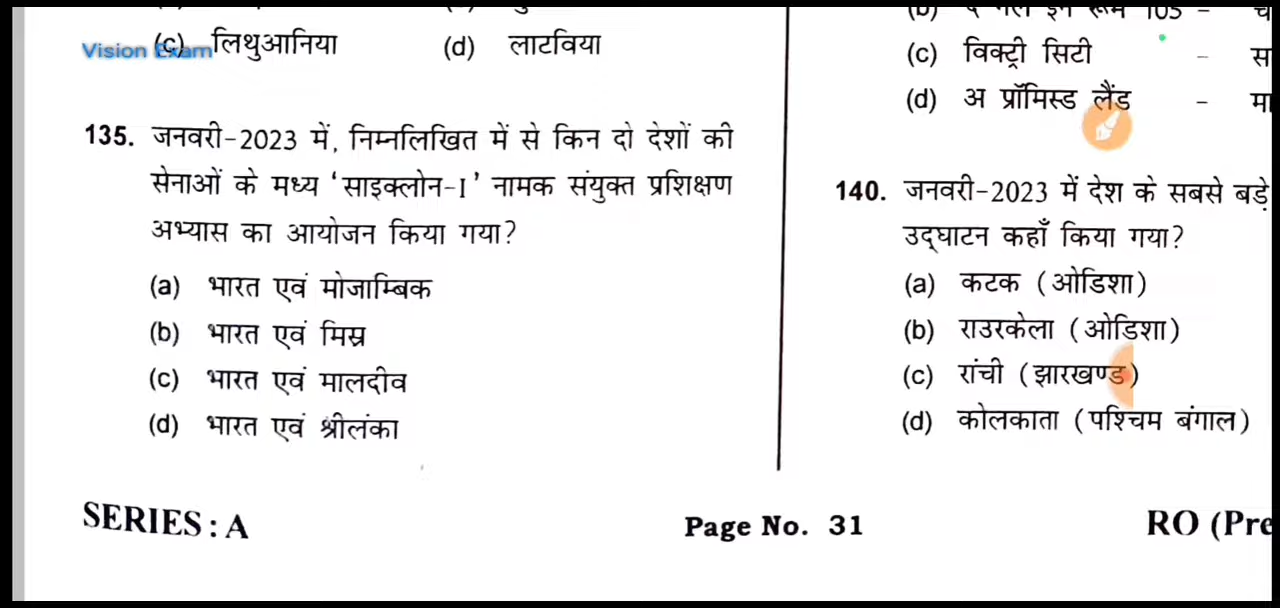 (c) लिथुआनिया (d) लाटविया
Vision Exam
135. जनवरी-2023 में, निम्नलिखित में से किन दो देशों की
सेनाओं के मध्य 'साइक्लोन-I' नामक संयुक्त प्रशिक्षण
अभ्यास का आयोजन किया गया?
(a) भारत एवं मोजाम्बिक
(b) भारत एवं मिस्र
(c) भारत एवं मालदीव
(d) भारत एवं श्रीलंका
SERIES : A
Page No. 31
(b) 105 -
(c) विक्ट्री सिटी - स
(d) अ प्रॉमिस्ड लैंड - मा
140. जनवरी-2023 में देश के सबसे बड़े
उद्घाटन कहाँ किया गया?
(a) कटक (ओडिशा)
(b) राउरकेला (ओडिशा)
(c) रांची (झारखण्ड)
(d) कोलकाता (पश्चिम बंगाल)
RO (Pre